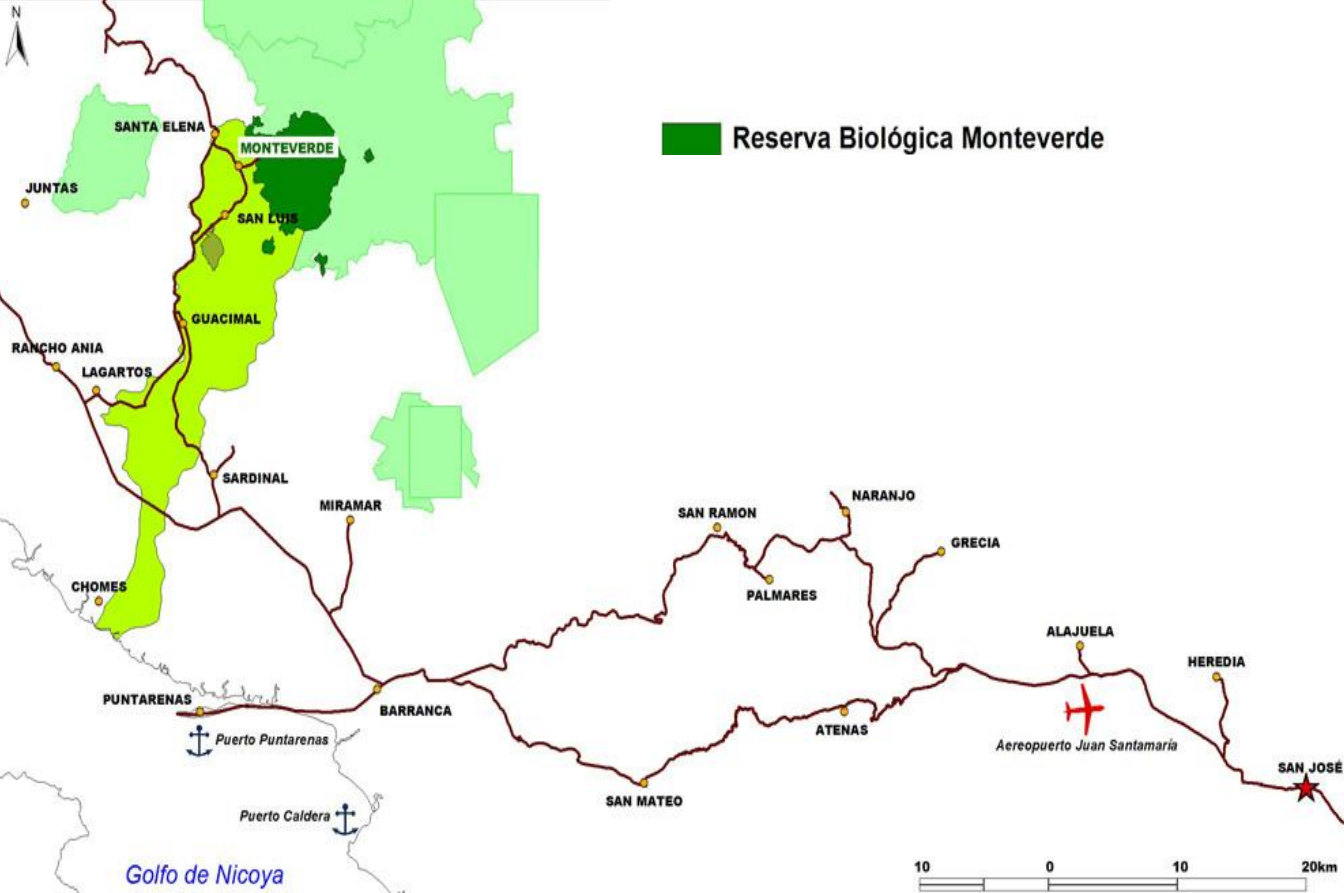 N
SANTA ELENA
MONTEVERDE
Reserva Biológica Monteverde
JUNTAS
SAN LUIS
GUACIMAL
RANCHO ANIA
LAGARTOS
SARDINAL
MIRAMAR
SAN RAMON
NARANJO
GRECIA
PALMARES
CHOMES
ALAJUELA
HEREDIA
PUNTARENAS
BARRANCA
ATENAS
Puerto Puntarenas
Aereopuerto Juan Santamaría
SAN JOSÉ
SAN MATEO
Puerto Caldera
Golfo de Nicoya
10 0 10 20km